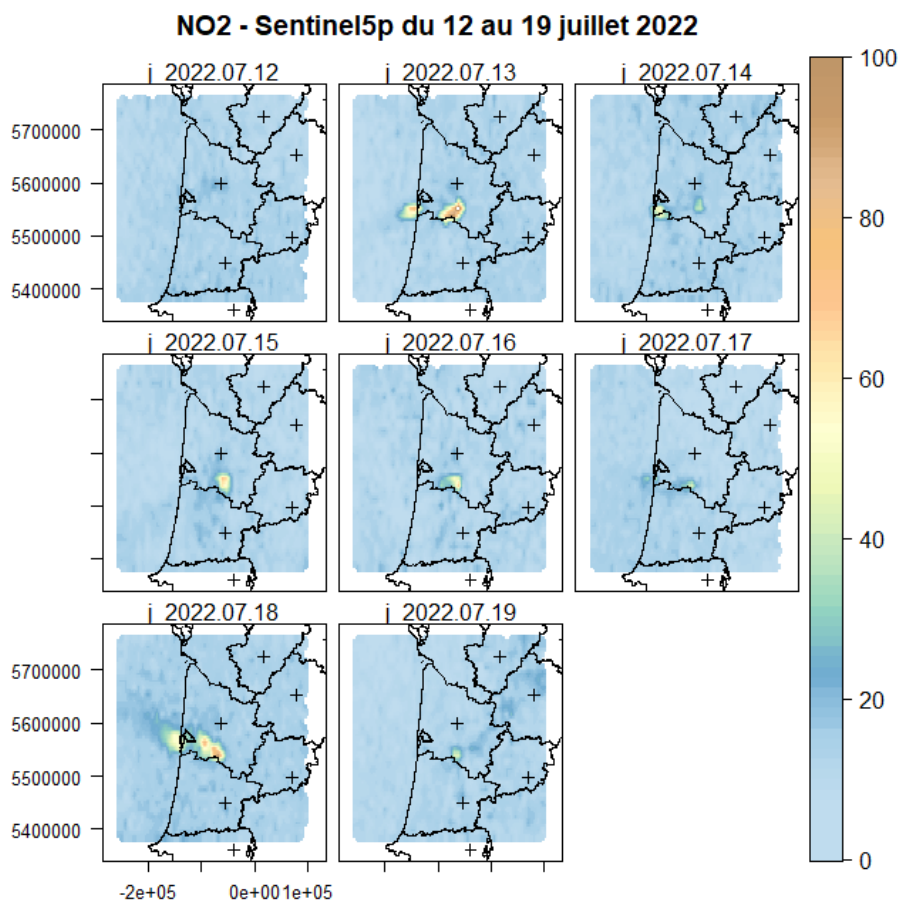 NO2 - Sentinel5p du 12 au 19 juillet 2022
j_2022.07.12
j_2022.07.13
j_2022.07.14
100
80
60
40
20
0
5700000
5600000
5500000
5400000
j_2022.07.15
j_2022.07.16
j_2022.07.17
j_2022.07.18
j_2022.07.19
5700000
5600000
5500000
5400000
-2e+05
0e+001e+05